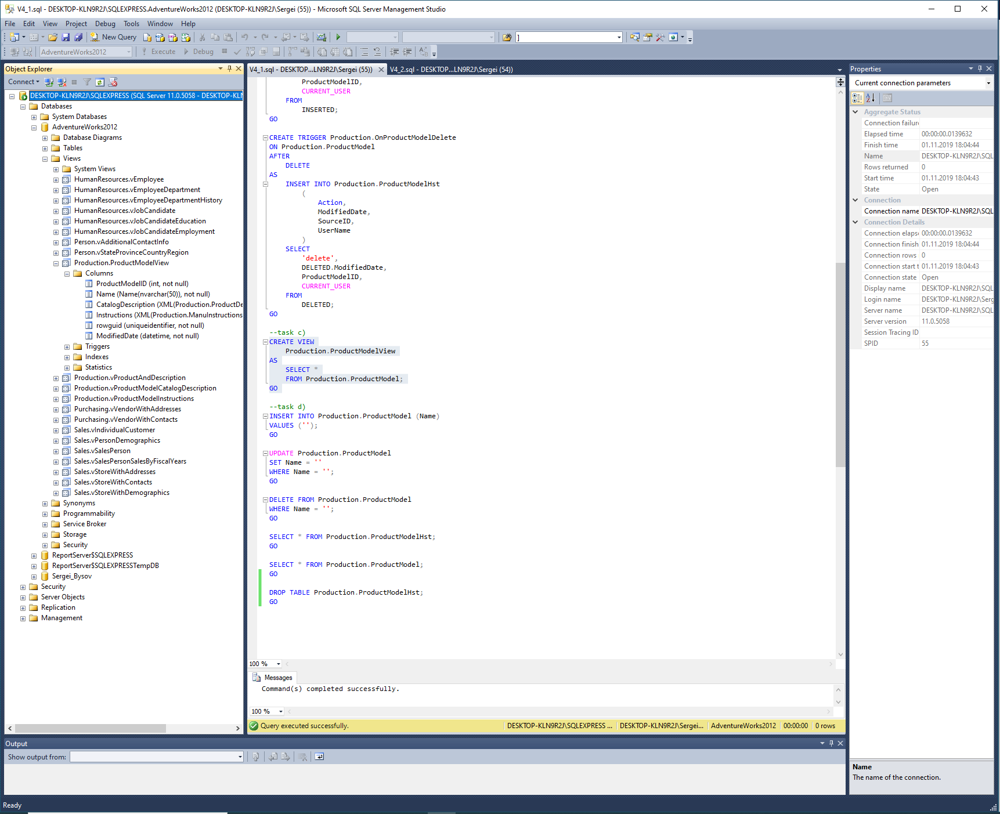 V4_1.sql - DESKTOP-KLN9R2J\SQLEXPRESS.AdventureWorks2012 (DESKTOP-KLN9R2J\Sergei (55)) - Microsoft SQL Server Management Studio
File Edit View Project Debug Tools Window Help
New Query ]
AdventureWorks2012 Execute Debug
Object Explorer
Connect
DESKTOP-KLN9R2J\SQLEXPRESS (SQL Server 11.0.5058 - DESKTOP-KLN
Databases
System Databases
AdventureWorks2012
Database Diagrams
Tables
Views
System Views
HumanResources.vEmployee
HumanResources.vEmployeeDepartment
HumanResources.vEmployeeDepartmentHistory
HumanResources.vJobCandidate
HumanResources.vJobCandidateEducation
HumanResources.vJobCandidateEmployment
Person.vAdditionalContactInfo
Person.vStateProvinceCountryRegion
Production.ProductModelView
Columns
ProductModelID (int, not null)
Name (Name(nvarchar(50)), not null)
CatalogDescription (XML(Production.ProductDe
Instructions (XML(Production.ManuInstructions
rowguid (uniqueidentifier, not null)
ModifiedDate (datetime, not null)
Triggers
Indexes
Statistics
Production.vProductAndDescription
Production.vProductModelCatalogDescription
Production.vProductModelInstructions
Purchasing.vVendorWithAddresses
Purchasing.vVendorWithContacts
Sales.vIndividualCustomer
Sales.vPersonDemographics
Sales.vSalesPerson
Sales.vSalesPersonSalesByFiscalYears
Sales.vStoreWithAddresses
Sales.vStoreWithContacts
Sales.vStoreWithDemographics
Synonyms
Programmability
Service Broker
Storage
Security
ReportServer$SQLEXPRESS
ReportServer$SQLEXPRESSTempDB
Sergei_Bysov
Security
Server Objects
Replication
Management
V4_1.sql - DESKTOP...LN9R2J\Sergei (55)) V4_2.sql - DESKTOP...LN9R2J\Sergei (54))
ProductModelID,
CURRENT_USER
FROM
INSERTED;
GO
CREATE TRIGGER Production.OnProductModelDelete
ON Production.ProductModel
AFTER
DELETE
AS
INSERT INTO Production.ProductModelHst
(
Action,
ModifiedDate,
SourceID,
UserName
)
SELECT
'delete',
DELETED.ModifiedDate,
ProductModelID,
CURRENT_USER
FROM
DELETED;
GO
--task c)
CREATE VIEW
Production.ProductModelView
AS
SELECT *
FROM Production.ProductModel;
GO
--task d)
INSERT INTO Production.ProductModel (Name)
VALUES ('');
GO
UPDATE Production.ProductModel
SET Name = ''
WHERE Name = '';
GO
DELETE FROM Production.ProductModel
WHERE Name = '';
GO
SELECT * FROM Production.ProductModelHst;
GO
SELECT * FROM Production.ProductModel;
GO
DROP TABLE Production.ProductModelHst;
GO
100 %
Messages
Command(s) completed successfully.
100 %
Query executed successfully. DESKTOP-KLN9R2J\SQLEXPRESS ... DESKTOP-KLN9R2J\Sergei... AdventureWorks2012 00:00:00 0 rows
Properties
Current connection parameters
Aggregate Status
Connection failure
Elapsed time 00:00:00.0139632
Finish time 01.11.2019 18:04:44
Name DESKTOP-KLN9R2J\SQL
Rows returned 0
Start time 01.11.2019 18:04:43
State Open
Connection
Connection name DESKTOP-KLN9R2J\SQL
Connection Details
Connection elapse 00:00:00.0139632
Connection finish 01.11.2019 18:04:44
Connection rows 0
Connection start t 01.11.2019 18:04:43
Connection state Open
Display name DESKTOP-KLN9R2J\SQL
Login name DESKTOP-KLN9R2J\Serg
Server name DESKTOP-KLN9R2J\SQL
Server version 11.0.5058
Session Tracing ID
SPID 55
Name
The name of the connection.
Output
Show output from:
Ready